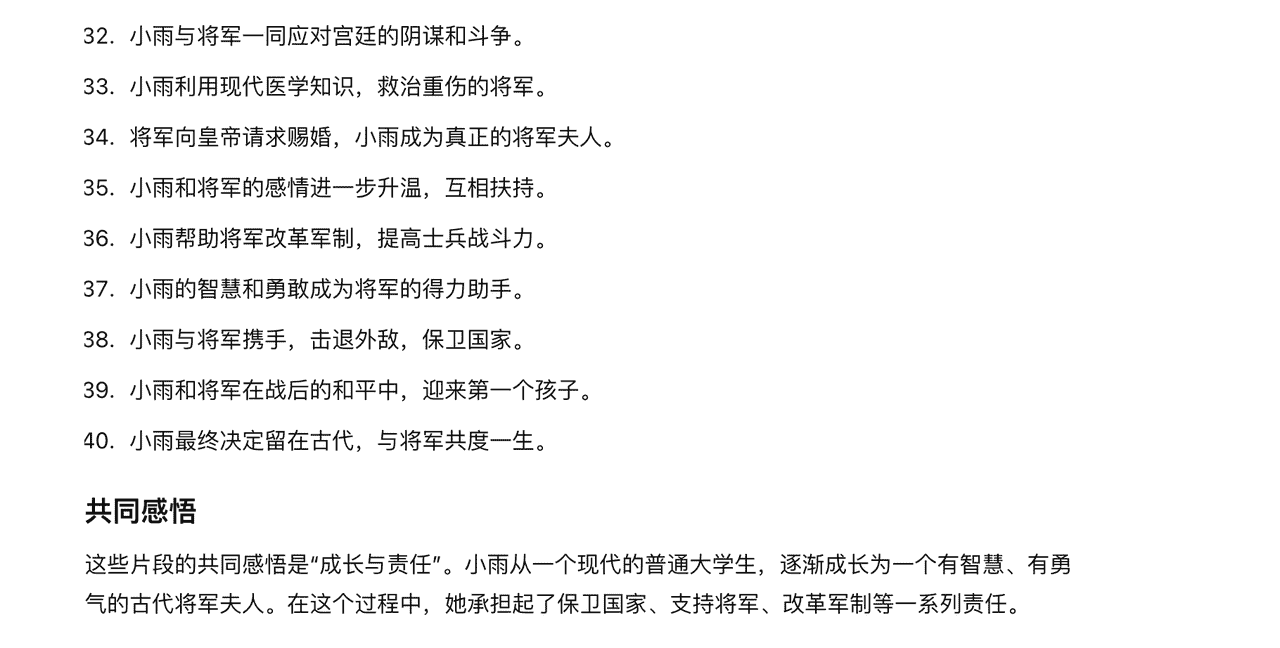 32. 小雨与将军一同应对宫廷的阴谋和斗争。
33. 小雨利用现代医学知识，救治重伤的将军。
34. 将军向皇帝请求赐婚，小雨成为真正的将军夫人。
35. 小雨和将军的感情进一步升温，互相扶持。
36. 小雨帮助将军改革军制，提高士兵战斗力。
37. 小雨的智慧和勇敢成为将军的得力助手。
38. 小雨与将军携手，击退外敌，保卫国家。
39. 小雨和将军在战后的和平中，迎来第一个孩子。
40. 小雨最终决定留在古代，与将军共度一生。
共同感悟
这些片段的共同感悟是“成长与责任”。小雨从一个现代的普通大学生，逐渐成长为一个有智慧、有勇
气的古代将军夫人。在这个过程中，她承担起了保卫国家、支持将军、改革军制等一系列责任。